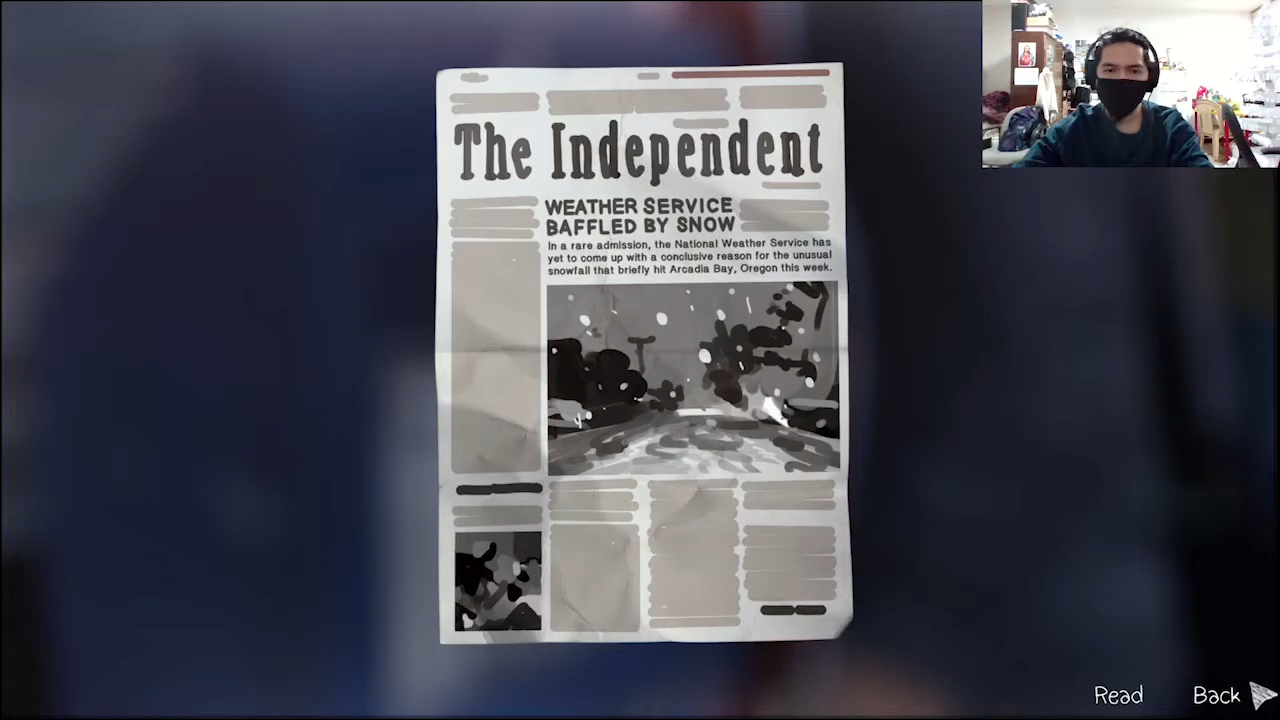 The Independent
WEATHER SERVICE
BAFFLED BY SNOW
In a rare admission, the National Weather Service has
yet to come up with a conclusive reason for the unusual
snowfall that briefly hit Arcadia Bay, Oregon this week.
Read
Back